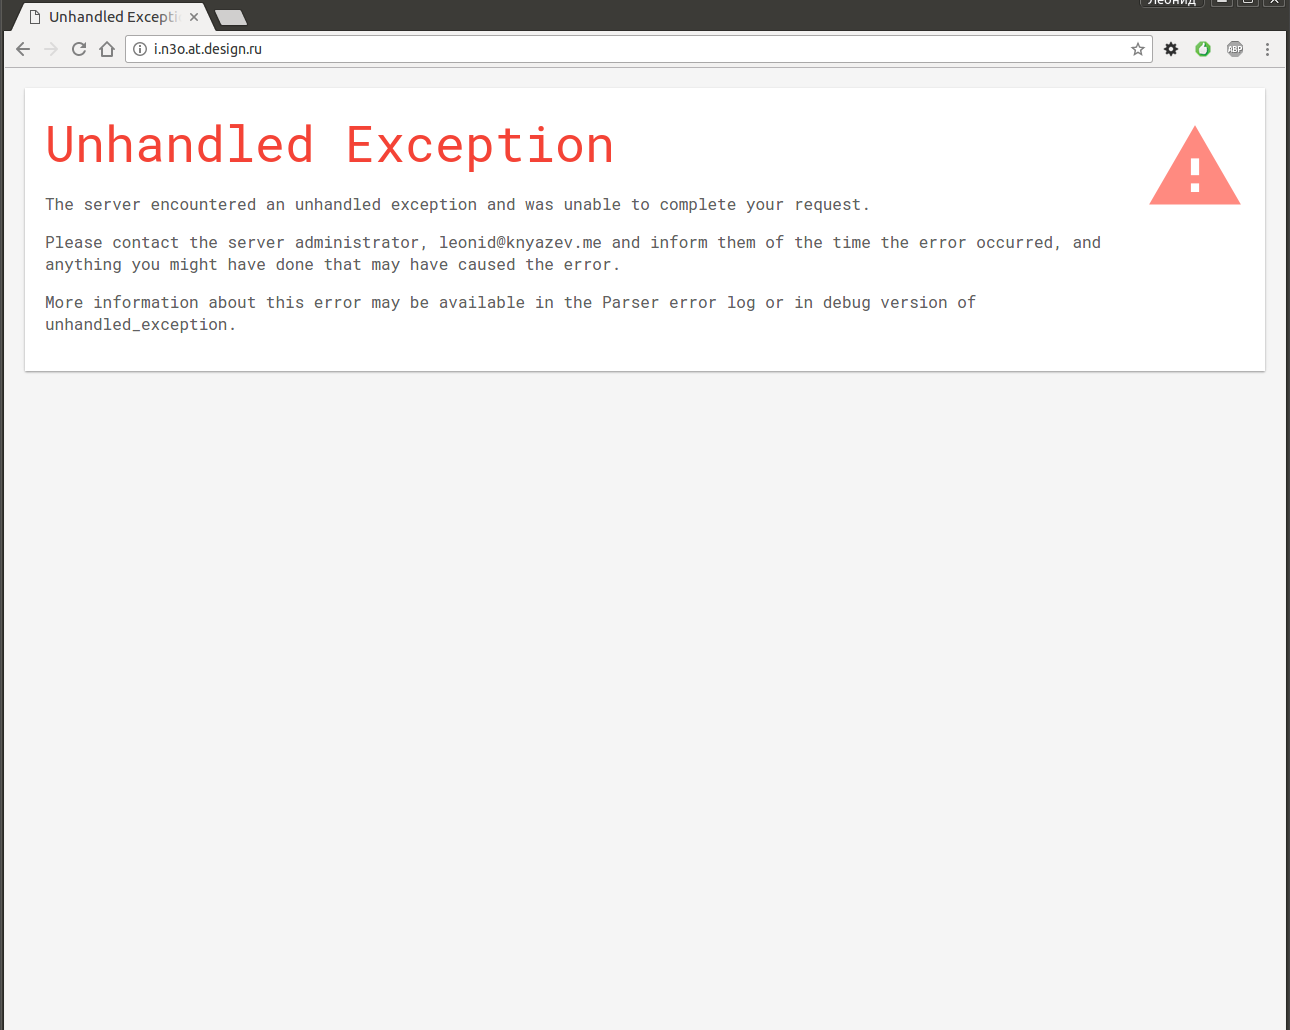 Леонид
Unhandled Excepti
i.n3o.at.design.ru
ABP
Unhandled Exception
The server encountered an unhandled exception and was unable to complete your request.
Please contact the server administrator, leonid@knyazev.me and inform them of the time the error occurred, and
anything you might have done that may have caused the error.
More information about this error may be available in the Parser error log or in debug version of
unhandled_exception.